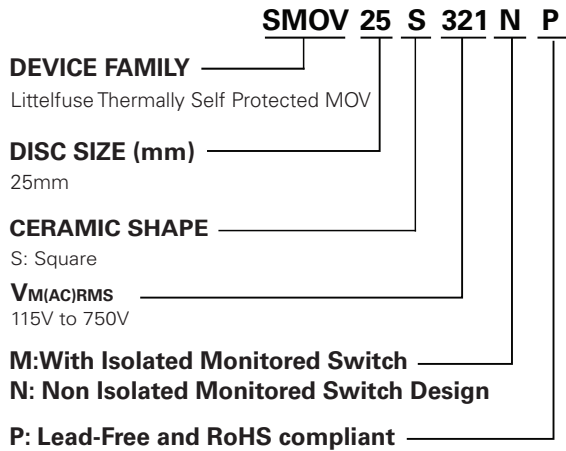 SMOV 25 S 321 N P
DEVICE FAMILY
Littelfuse Thermally Self Protected MOV
DISC SIZE (mm)
25mm
CERAMIC SHAPE
S: Square
VM(AC)RMS
115V to 750V
M:With Isolated Monitored Switch
N: Non Isolated Monitored Switch Design
P: Lead-Free and RoHS compliant